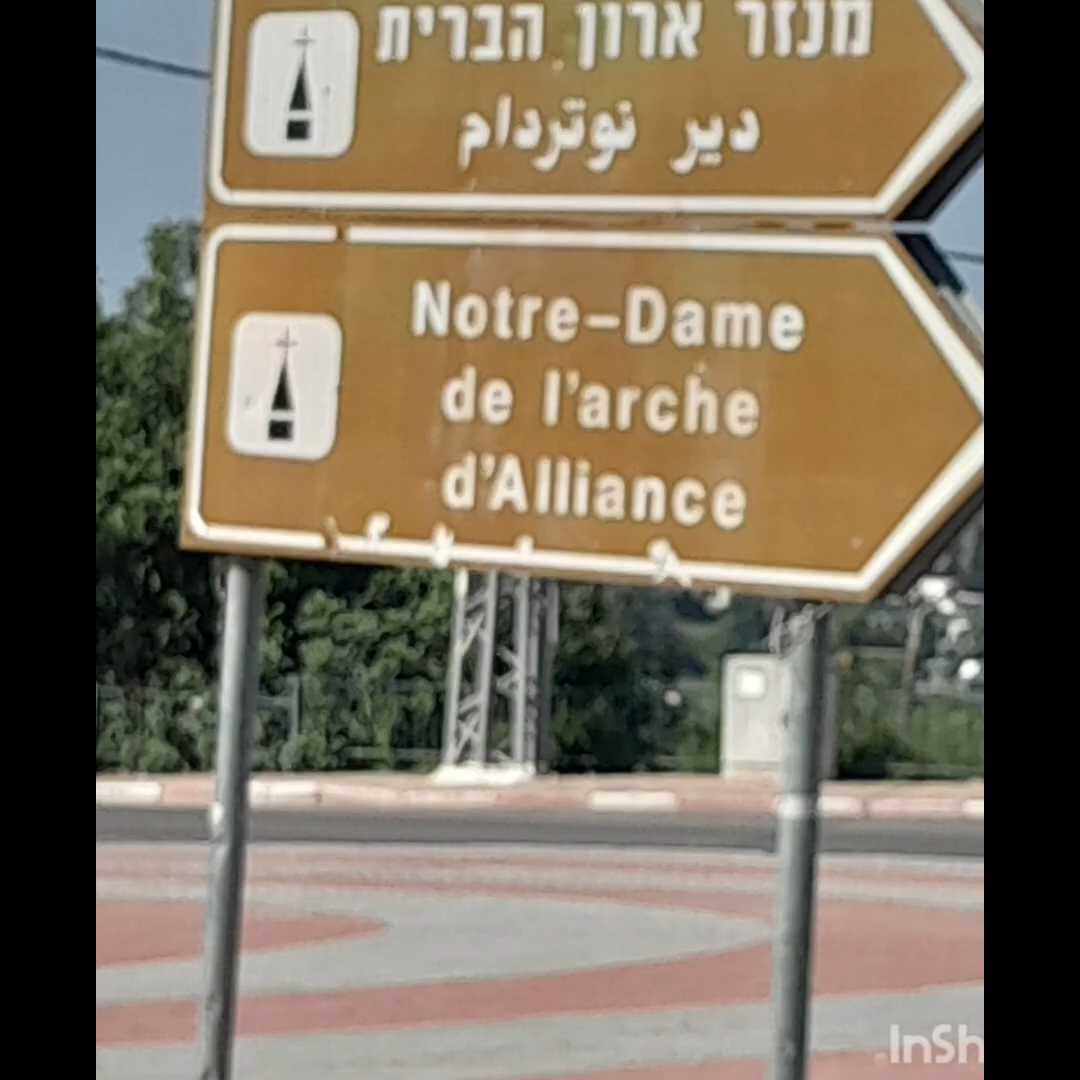 מנזר ארון הברית
دير نوتردام
Notre-Dame
de l'arche
d'Alliance
InSh